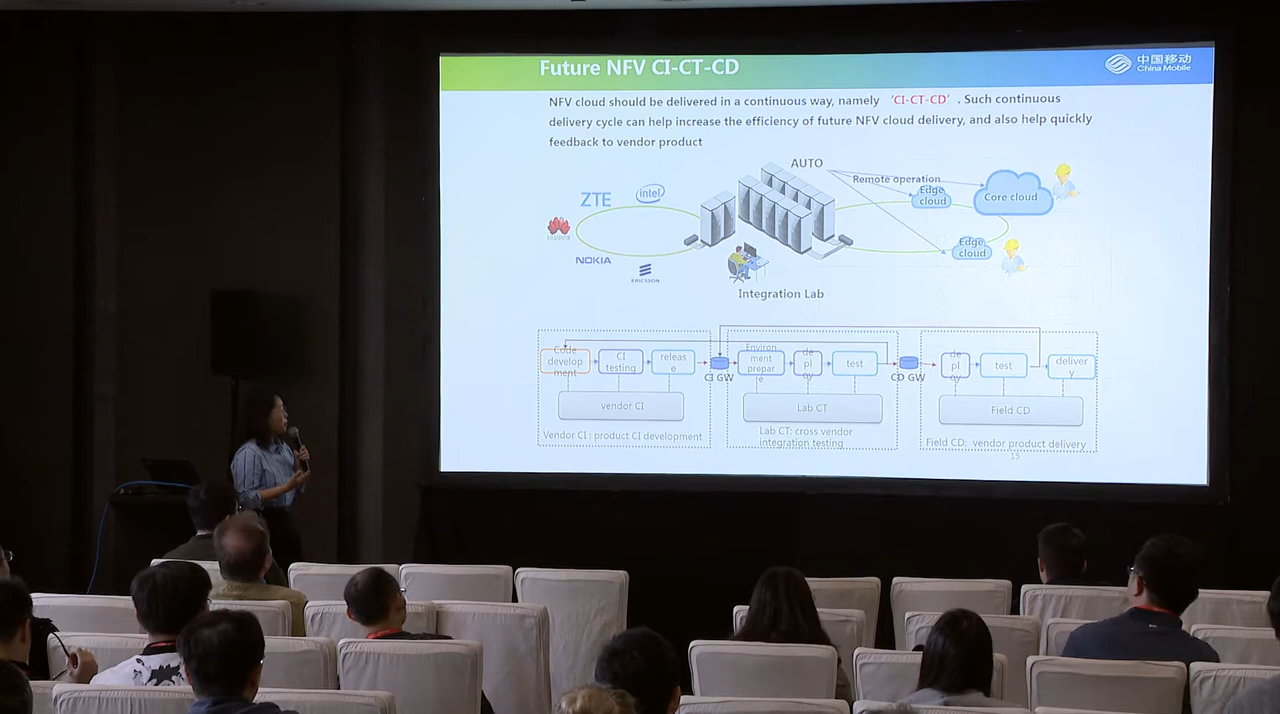 Future NFV CI-CT-CD
中国移动
China Mobile
NFV cloud should be delivered in a continuous way, namely 'CI-CT-CD' . Such continuous
delivery cycle can help increase the efficiency of future NFV cloud delivery, and also help quickly
feedback to vendor product
AUTO
Remote operation
ZTE
intel
Edge
cloud
Core cloud
HUAWEI
NOKIA
ERICSSON
Edge
cloud
Integration Lab
Code
develop
ment
CI
testing
releas
e
CI GW
Environ
ment
prepar
e
de
pl
oy
test
CD GW
de
pl
oy
test
deliver
y
vendor CI
Lab CT
Field CD
Vendor CI : product CI development
Lab CT: cross vendor
integration testing
Field CD: vendor product delivery
15